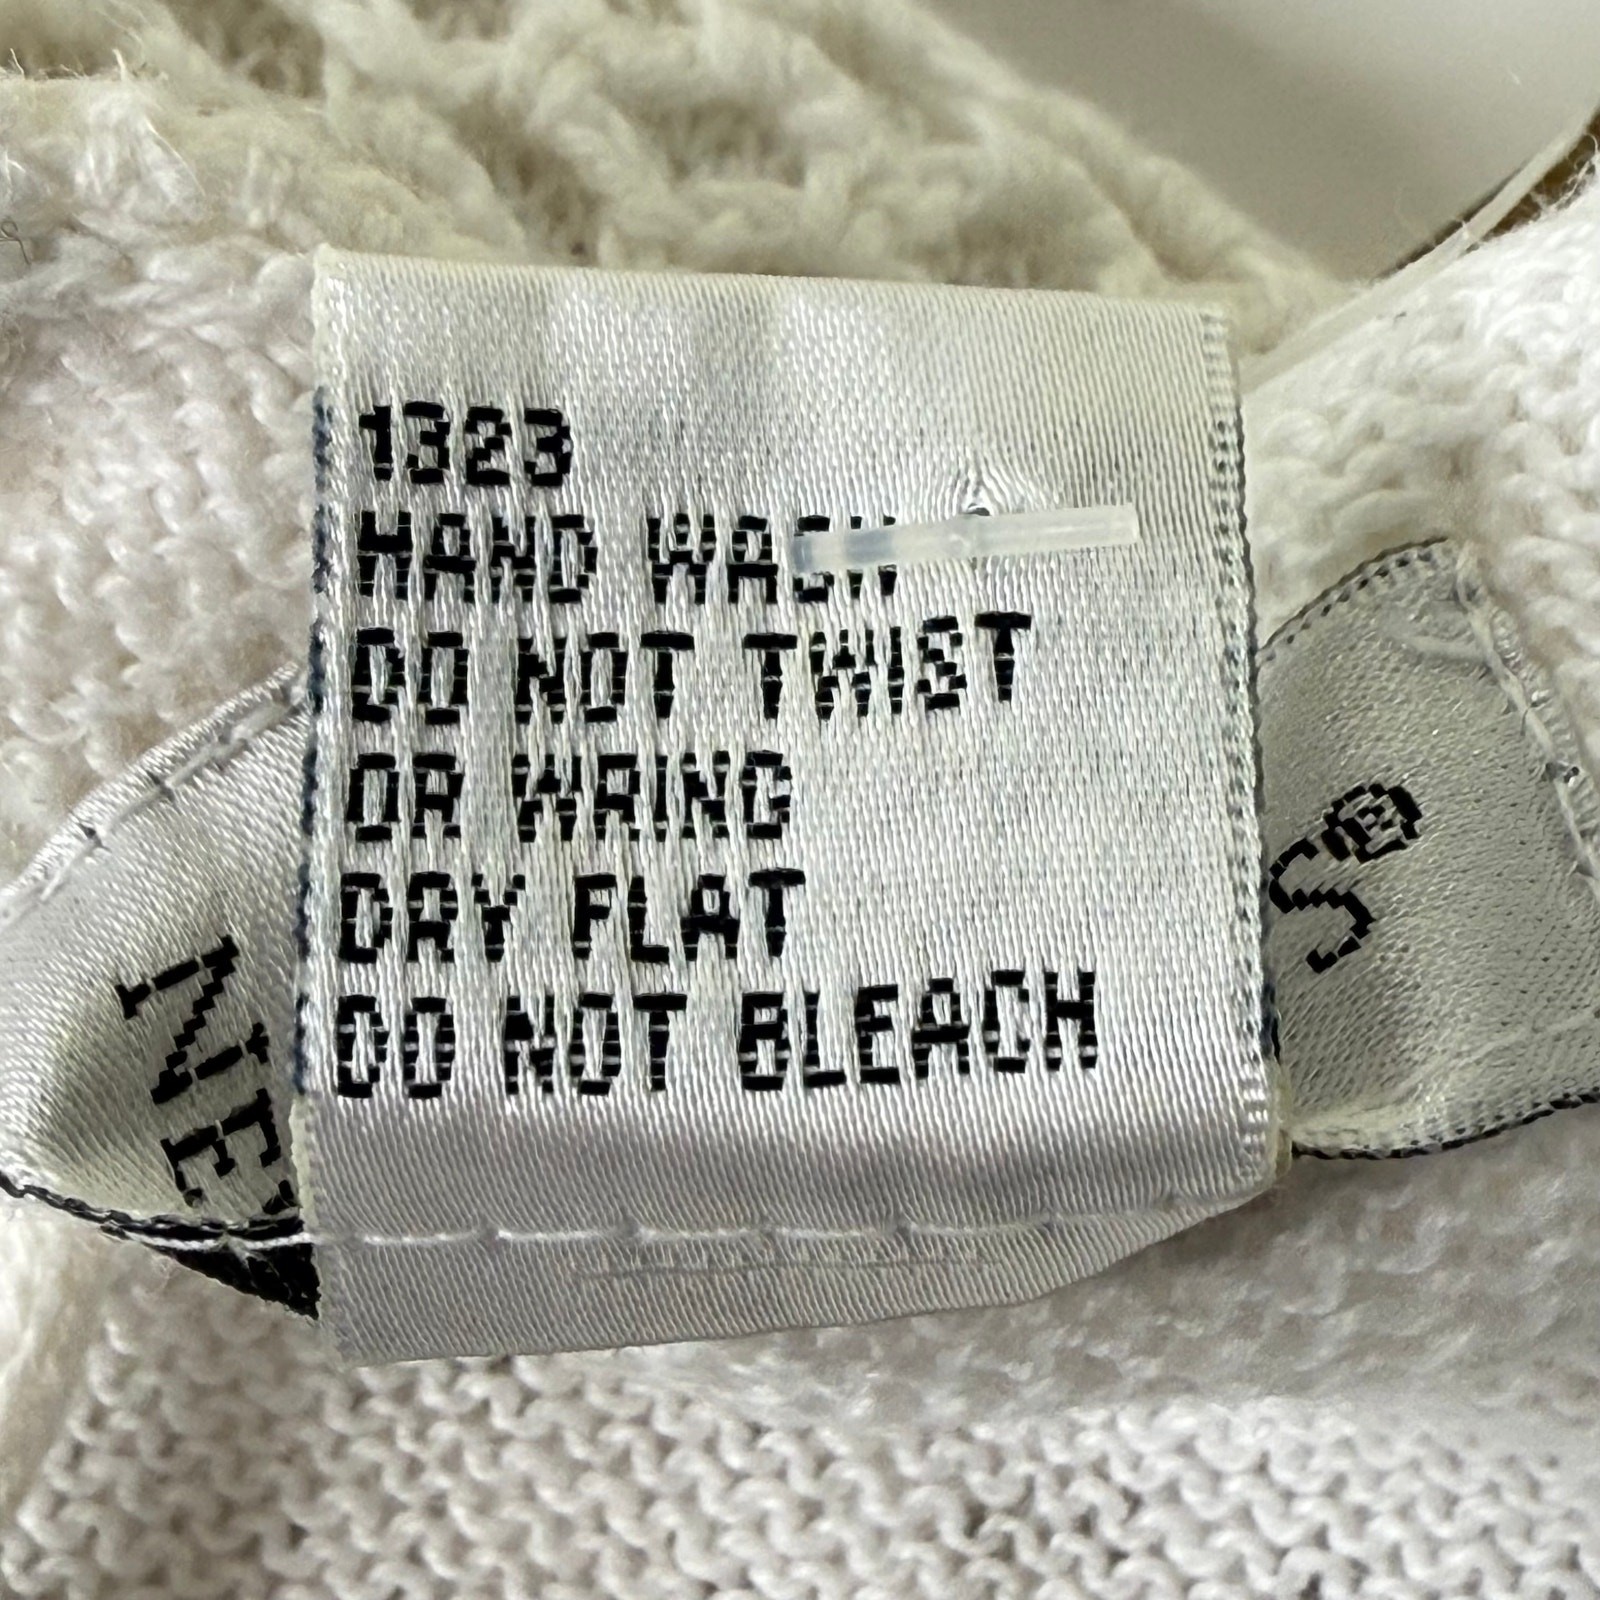 1323
HAND WASH
DO NOT TWIST
OR WRING
DRY FLAT
DO NOT BLEACH
S®